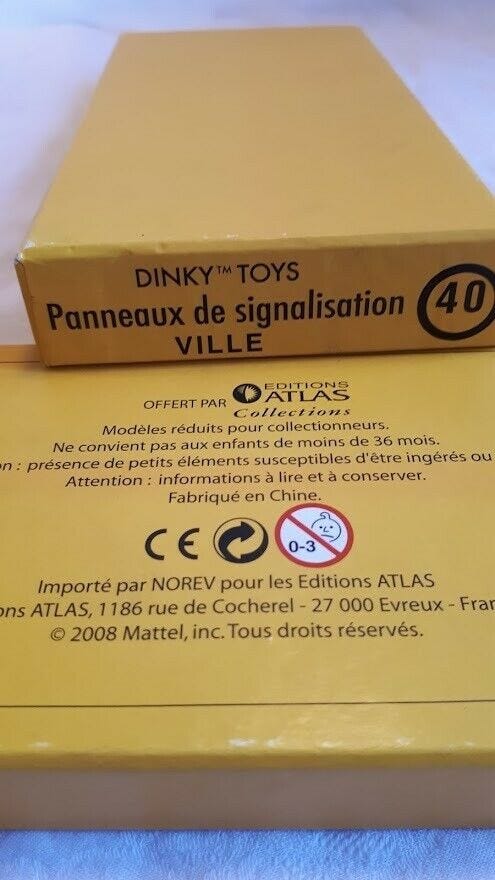 DINKY™ TOYS
Panneaux de signalisation 40
VILLE
OFFERT PAR EDITIONS ATLAS
Collections
Modèles réduits pour collectionneurs.
Ne convient pas aux enfants de moins de 36 mois.
n : présence de petits éléments susceptibles d'être ingérés ou
Attention : informations à lire et à conserver.
Fabriqué en Chine.
CE 0-3
Importé par NOREV pour les Editions ATLAS
ons ATLAS, 1186 rue de Cocherel - 27 000 Evreux - Fran
© 2008 Mattel, inc. Tous droits réservés.